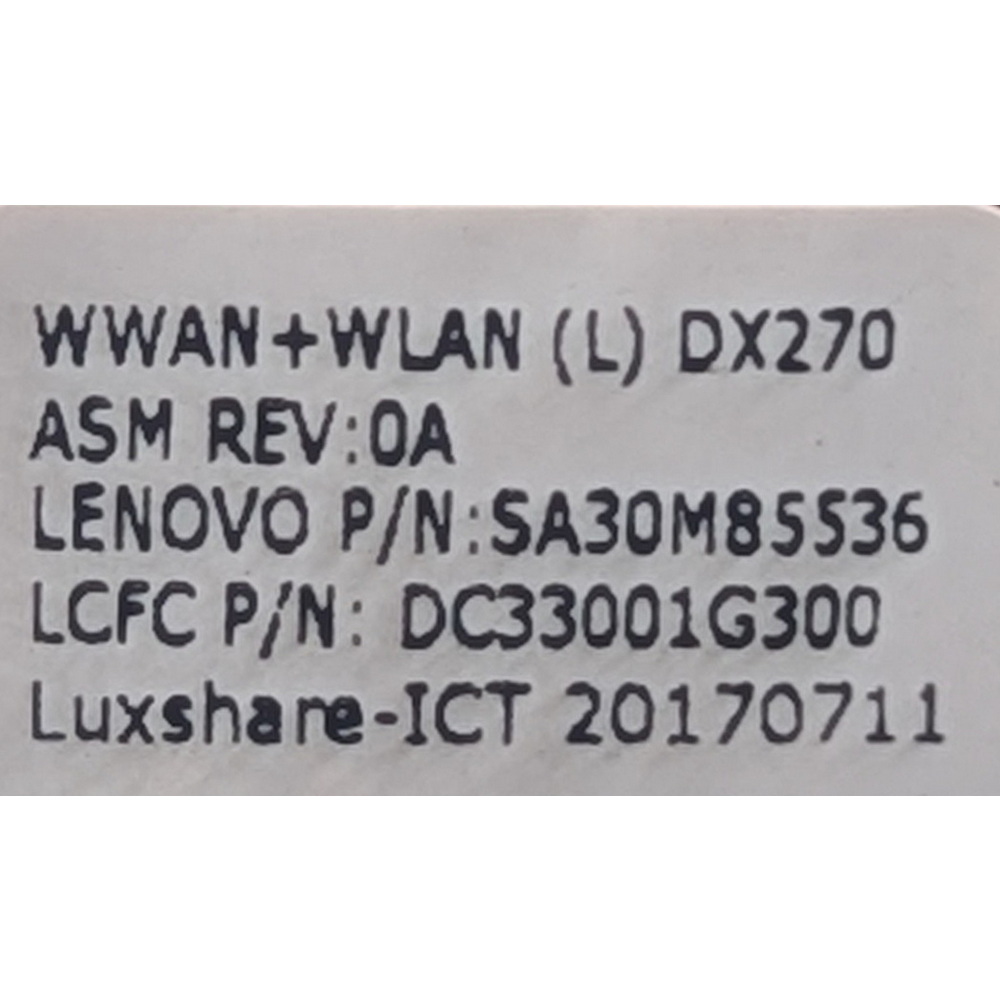 WWAN+WLAN (L) DX270
ASM REV:0A
LENOVO P/N:SA30M85536
LCFC P/N: DC33001G300
Luxshare-ICT 20170711